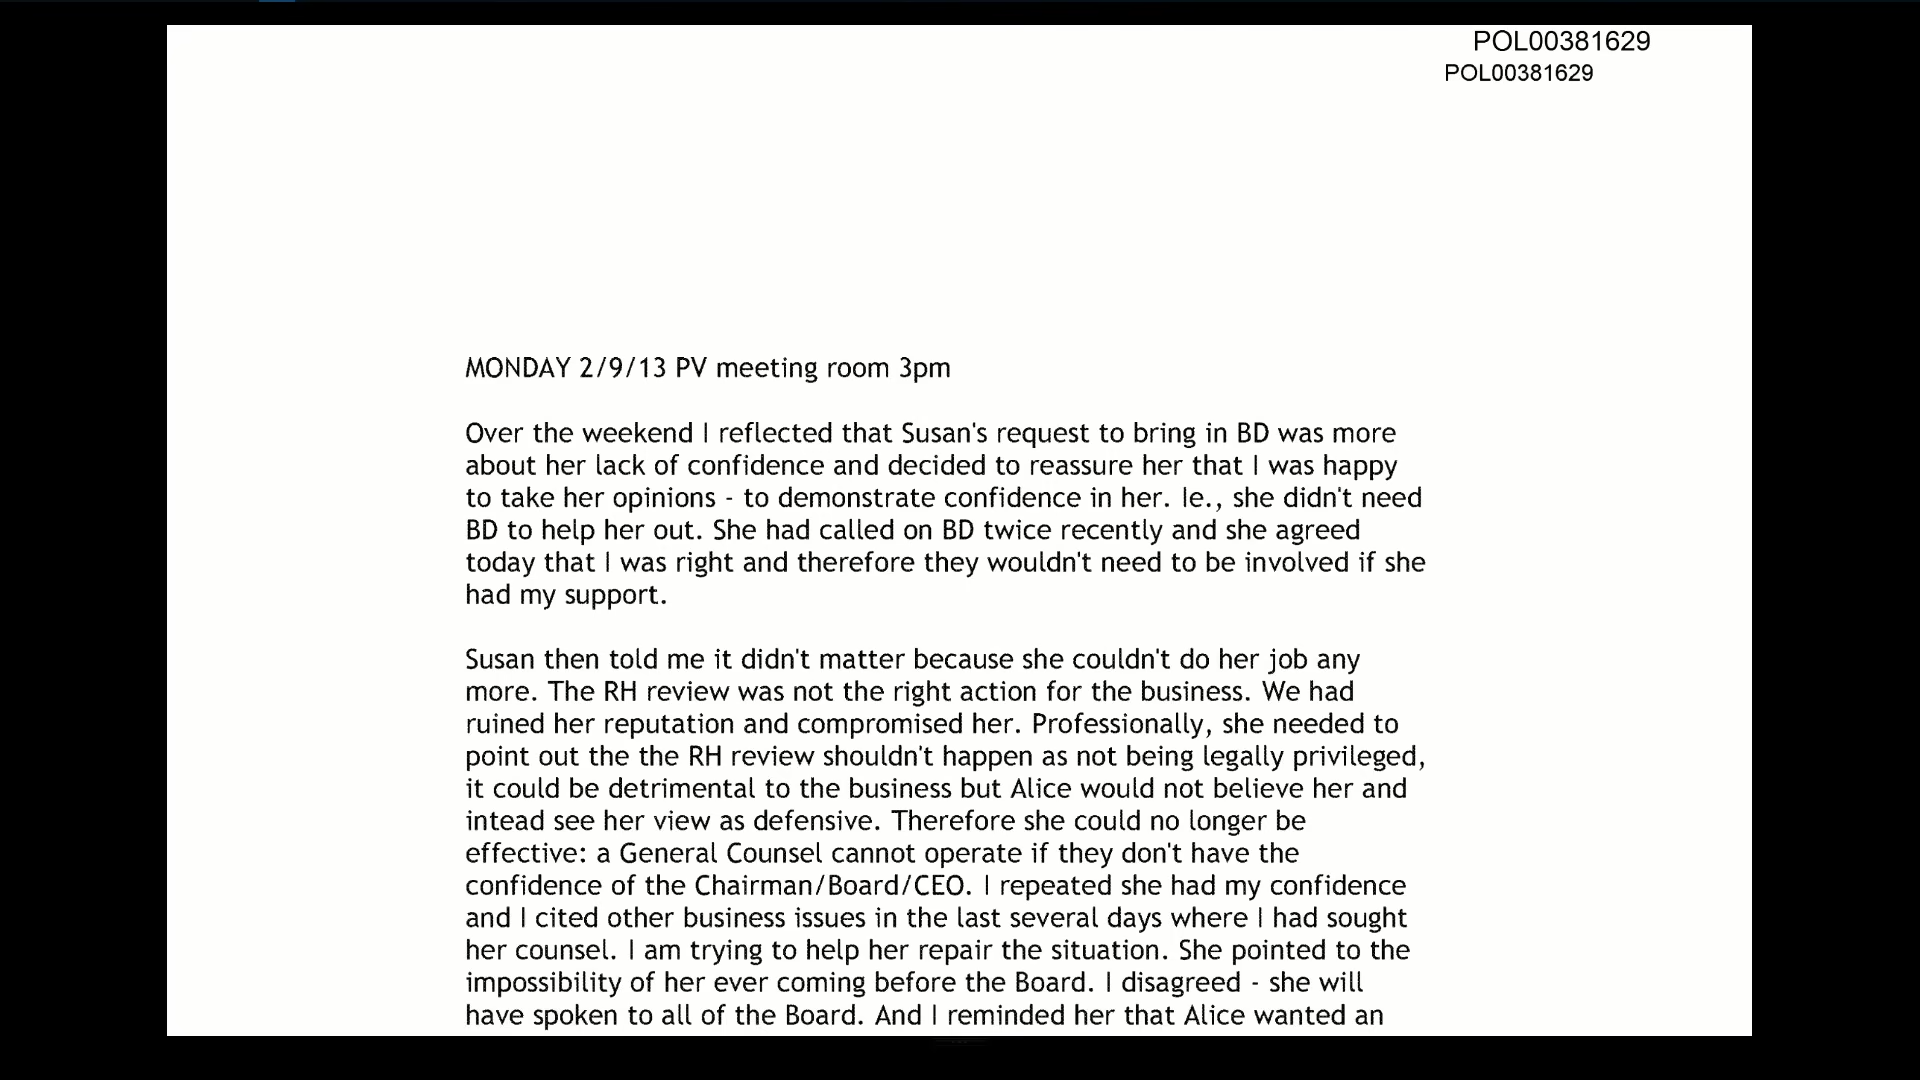 POL00381629
POL00381629
MONDAY 2/9/13 PV meeting room 3pm
Over the weekend I reflected that Susan's request to bring in BD was more
about her lack of confidence and decided to reassure her that I was happy
to take her opinions - to demonstrate confidence in her. Ie., she didn't need
BD to help her out. She had called on BD twice recently and she agreed
today that I was right and therefore they wouldn't need to be involved if she
had my support.
Susan then told me it didn't matter because she couldn't do her job any
more. The RH review was not the right action for the business. We had
ruined her reputation and compromised her. Professionally, she needed to
point out the the RH review shouldn't happen as not being legally privileged,
it could be detrimental to the business but Alice would not believe her and
intead see her view as defensive. Therefore she could no longer be
effective: a General Counsel cannot operate if they don't have the
confidence of the Chairman/Board/CEO. I repeated she had my confidence
and I cited other business issues in the last several days where I had sought
her counsel. I am trying to help her repair the situation. She pointed to the
impossibility of her ever coming before the Board. I disagreed - she will
have spoken to all of the Board. And I reminded her that Alice wanted an